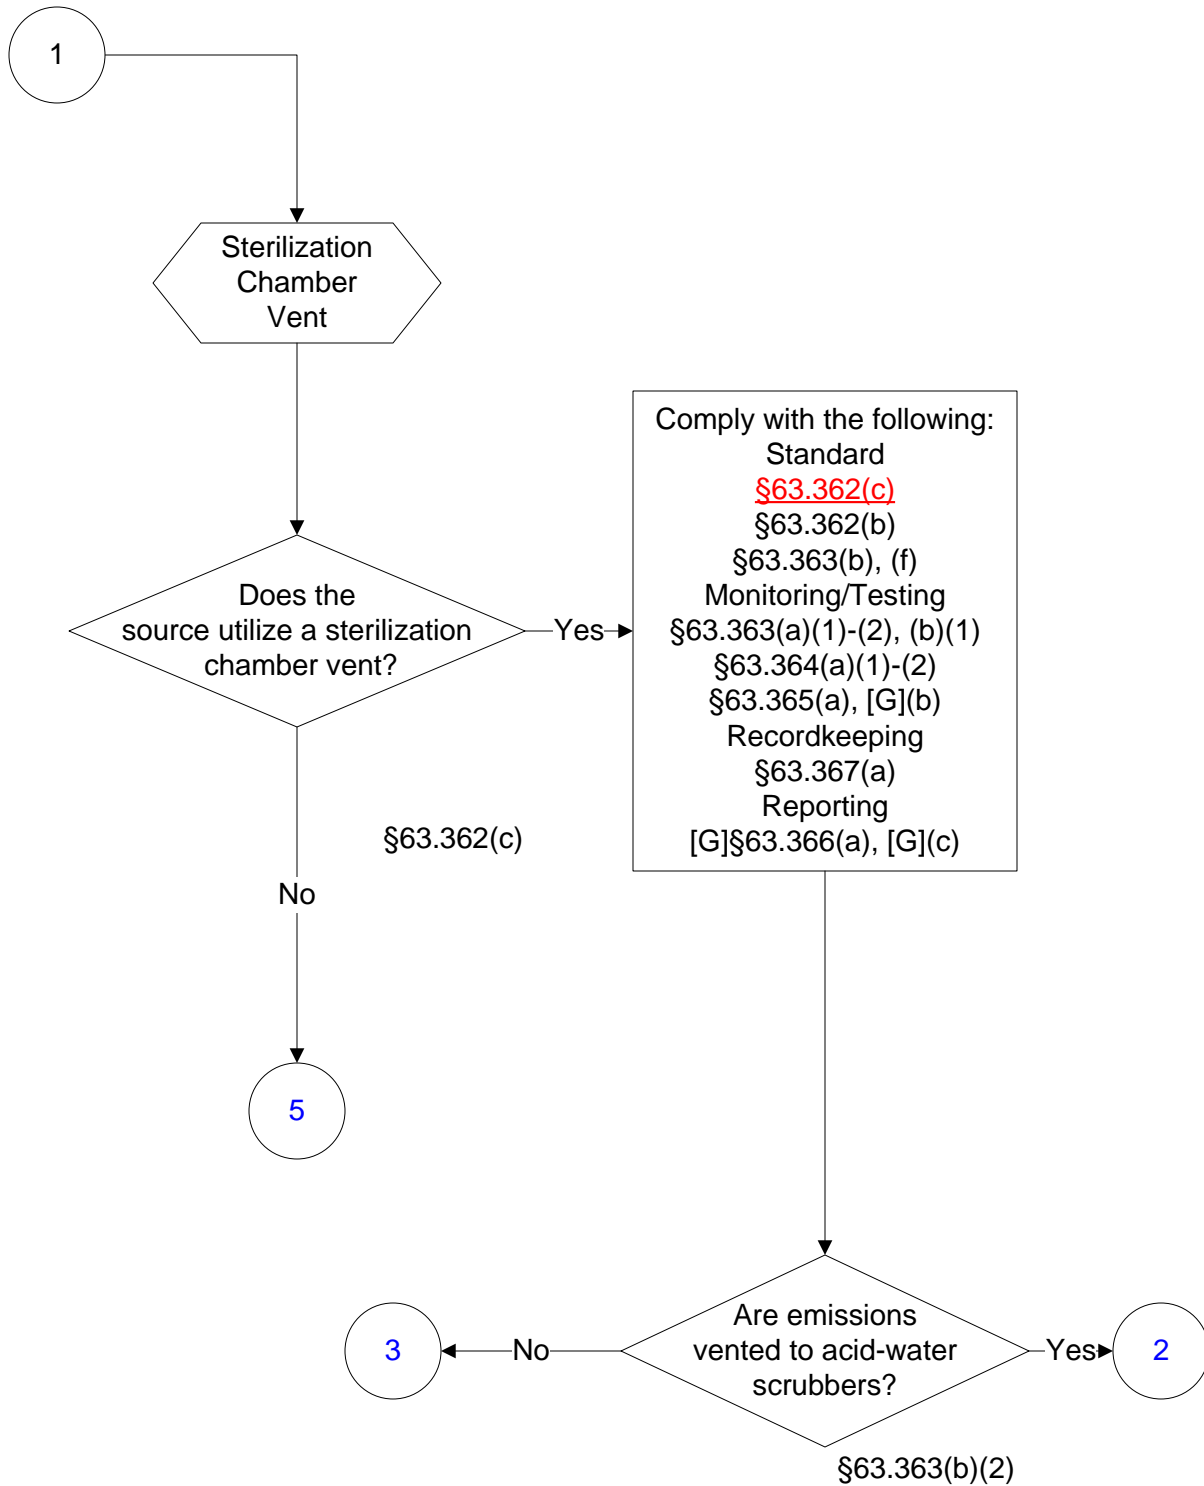 1
Sterilization
Chamber
Vent
Comply with the following:
Standard
§63.362(c)
§63.362(b)
§63.363(b), (f)
Monitoring/Testing
§63.363(a)(1)-(2), (b)(1)
§63.364(a)(1)-(2)
§63.365(a), [G](b)
Recordkeeping
§63.367(a)
Reporting
[G]§63.366(a), [G](c)
Does the
source utilize a sterilization
chamber vent?
Yes
§63.362(c)
No
5
Are emissions
vented to acid-water
scrubbers?
3
No
Yes
2
§63.363(b)(2)